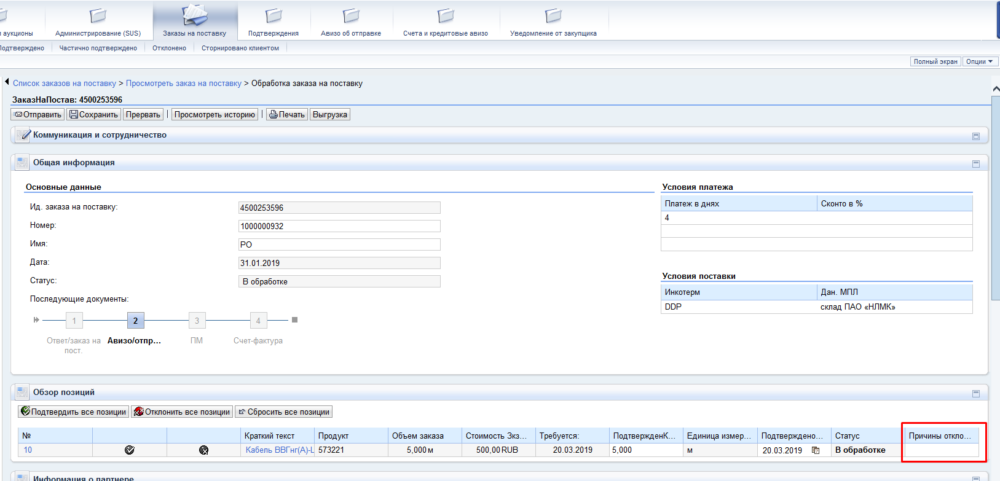 и аукционы
Администрирование (SUS)
Заказы на поставку
Подтверждения
Авизо об отправке
Счета и кредитовые авизо
Уведомление от закупщика
Подтверждено
Частично подтверждено
Отклонено
Сторнировано клиентом
Полный экран
Опции
Список заказов на поставку > Просмотреть заказ на поставку > Обработка заказа на поставку
ЗаказНаПостав: 4500253596
Отправить
Сохранить
Прервать
Просмотреть историю
Печать
Выгрузка
Коммуникация и сотрудничество
Общая информация
Основные данные
Ид. заказа на поставку: 4500253596
Номер: 1000000932
Имя: PO
Дата: 31.01.2019
Статус: В обработке
Последующие документы:
1 2 3 4
Ответ/заказ на пост.
Авизо/отпр...
ПМ
Счет-фактура
Условия платежа
Платеж в днях Сконто в %
4
Условия поставки
Инкотерм Дан. МПЛ
DDP склад ПАО «НЛМК»
Обзор позиций
Подтвердить все позиции
Отклонить все позиции
Сбросить все позиции
№ Краткий текст Продукт Объем заказа Стоимость Экз... Требуется: ПодтвержденК... Единица измер... Подтверждено... Статус Причины откло...
10 Кабель ВВГнг(А)-L 573221 5,000 м 500,00 RUB 20.03.2019 5,000 м 20.03.2019 В обработке
Информация о партнере